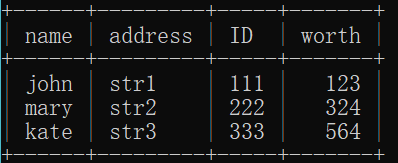 +------+---------+-----+-------+
| name | address | ID  | worth |
+------+---------+-----+-------+
| john | str1    | 111 |   123 |
| mary | str2    | 222 |   324 |
| kate | str3    | 333 |   564 |
+------+---------+-----+-------+